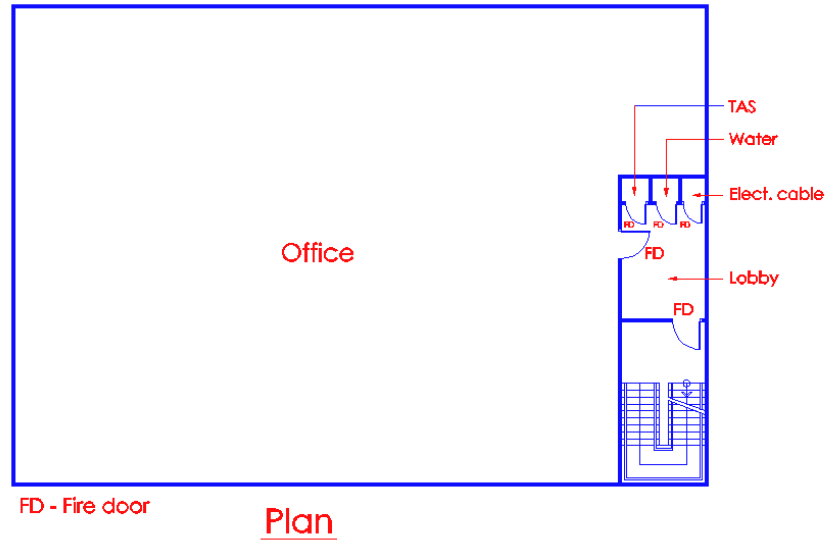 TAS
Water
Elect. cable
FD FD FD
Office
FD
Lobby
FD
FD - Fire door
Plan